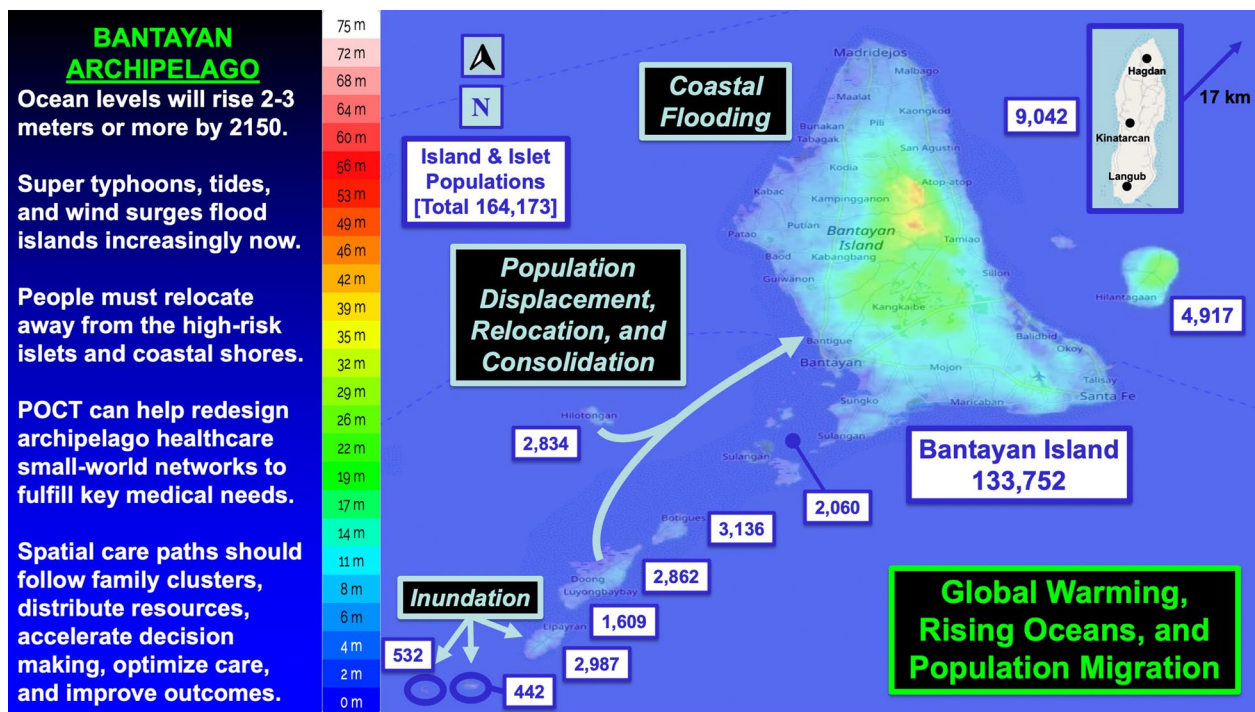 BANTAYAN
ARCHIPELAGO
Ocean levels will rise 2-3
meters or more by 2150.
Super typhoons, tides,
and wind surges flood
islands increasingly now.
People must relocate
away from the high-risk
islets and coastal shores.
POCT can help redesign
archipelago healthcare
small-world networks to
fulfill key medical needs.
Spatial care paths should
follow family clusters,
distribute resources,
accelerate decision
making, optimize care,
and improve outcomes.
75 m
72 m
68 m
64 m
60 m
56 m
53 m
49 m
46 m
42 m
39 m
35 m
32 m
29 m
26 m
22 m
19 m
17 m
14 m
11 m
8 m
6 m
4 m
2 m
0 m
N
Island & Islet
Populations
[Total 164,173]
Coastal
Flooding
Population
Displacement,
Relocation, and
Consolidation
Madridejos
Malbago
Maalat
Kaongkod
Pili
Bunakan
Tabagak
San Agustin
Kodia
Atop-atop
Kabac
Kampingganon
Putian
Patao
Bantayan
Island
Tamiao
Baod
Kabangbang
Guiwanon
Sillon
Kangkaibe
Bantigue
Balidbid
Okoy
Bantayan
Mojon
Talisay
Santa Fe
Sungko
Maricaban
Sulangan
Sulangan
9,042
Hagdan
Kinatarcan
Langub
17 km
Hilantagaan
4,917
Hilotongan
2,834
Bantayan Island
133,752
2,060
Botigues
3,136
Doong
Luyongbaybay
2,862
1,609
Lipayran
2,987
Inundation
532
442
Global Warming,
Rising Oceans, and
Population Migration